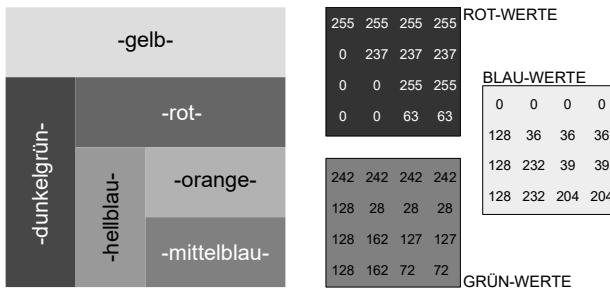 -gelb-
-rot-
-dunkelgrün-
-hellblau-
-orange-
-mittelblau-
ROT-WERTE
255 255 255 255
0 237 237 237
0 0 255 255
0 0 63 63
BLAU-WERTE
0 0 0 0
128 36 36 36
128 232 39 39
128 232 204 204
242 242 242 242
128 28 28 28
128 162 127 127
128 162 72 72
GRÜN-WERTE